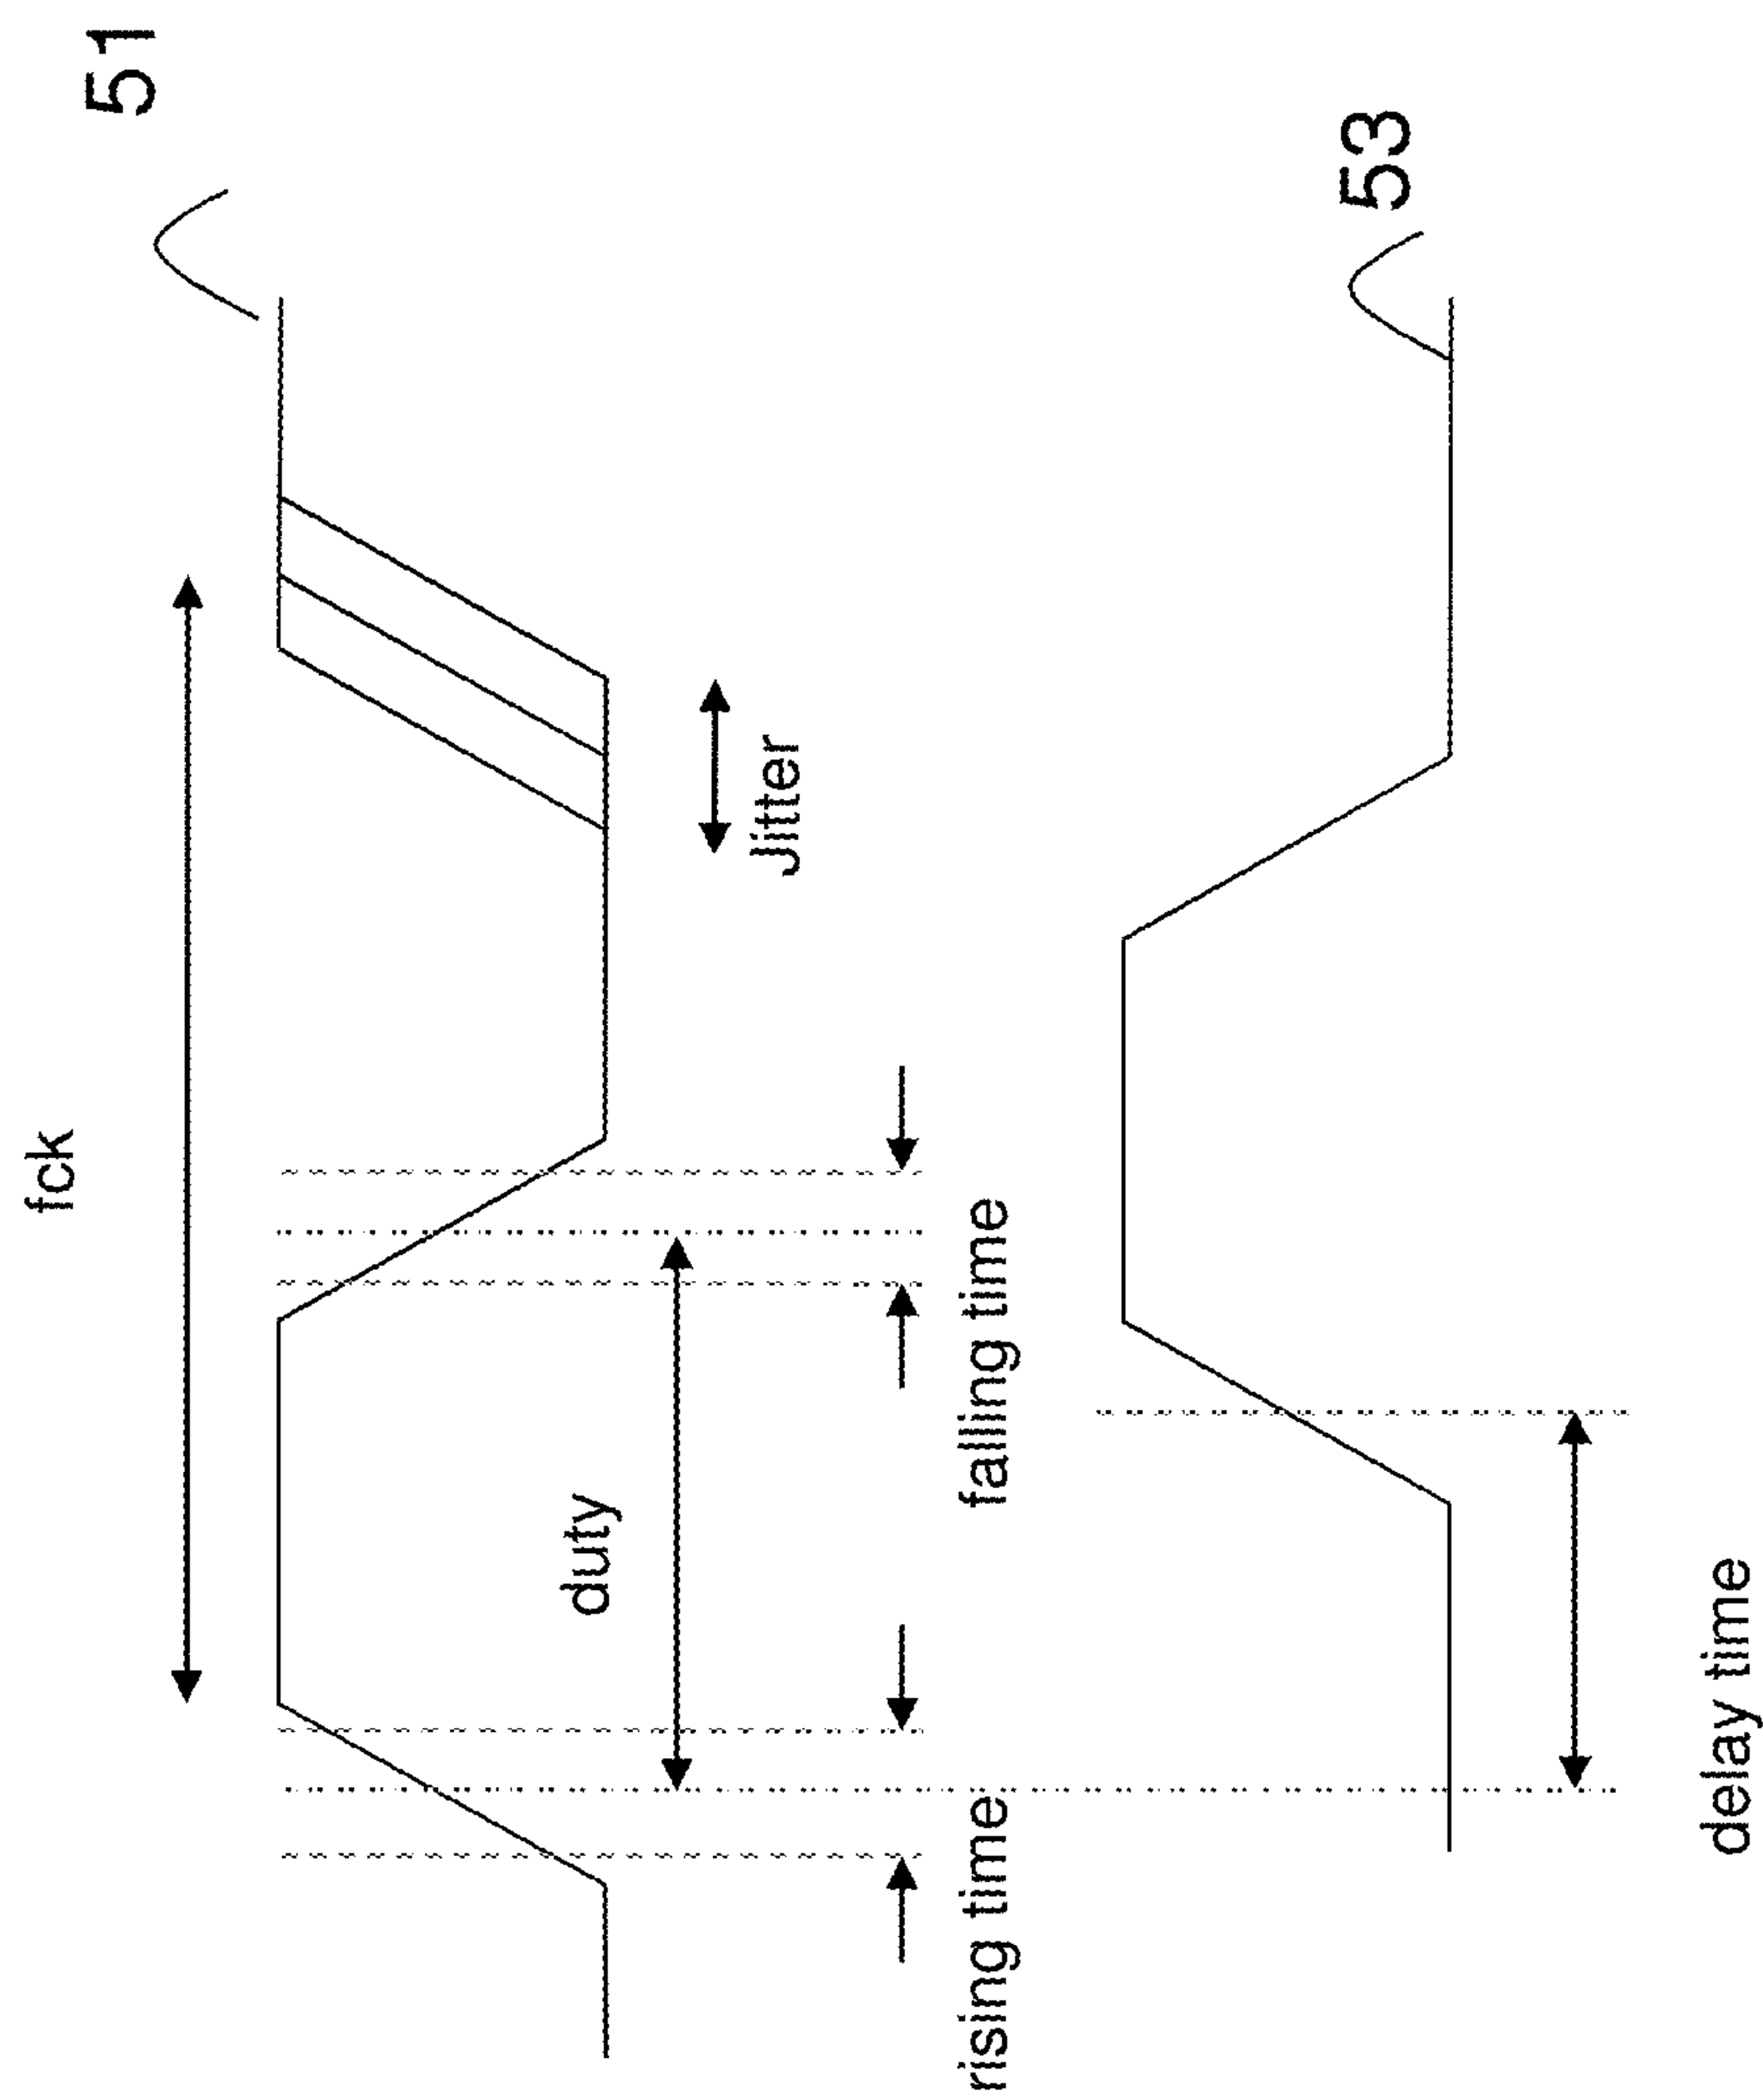 fck
51
duty
Jitter
rising time
falling time
53
delay time